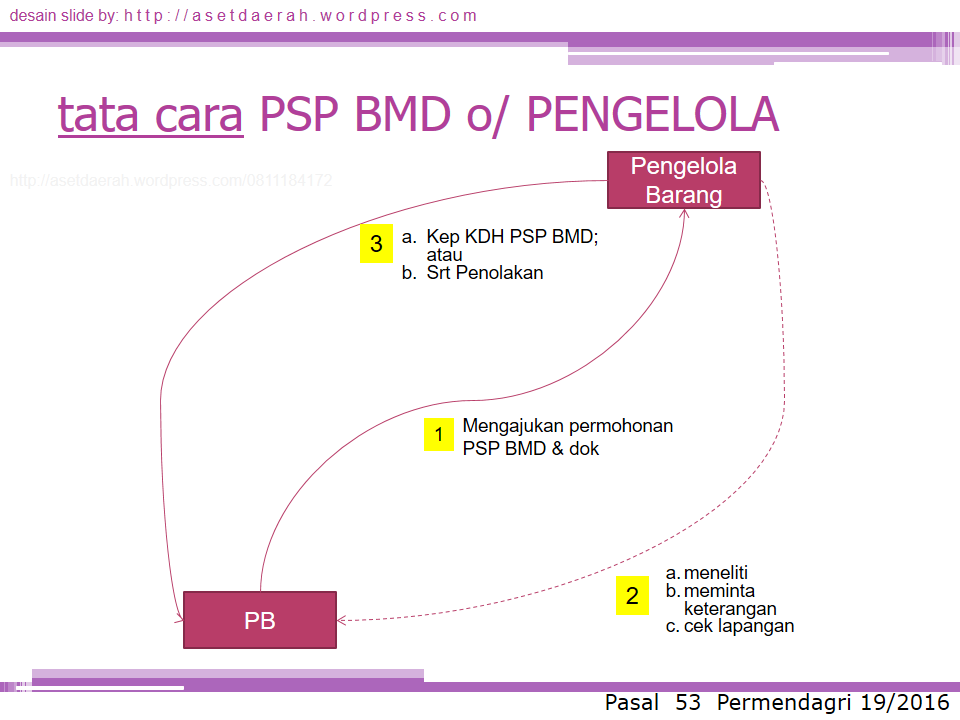 desain slide by: http://asetdaerah.wordpress.com
tata cara PSP BMD o/ PENGELOLA
http://asetdaerah.wordpress.com/0811184172
Pengelola
Barang
3
a. Kep KDH PSP BMD;
atau
b. Srt Penolakan
1
Mengajukan permohonan
PSP BMD & dok
2
a. meneliti
b. meminta
keterangan
c. cek lapangan
PB
Pasal 53 Permendagri 19/2016